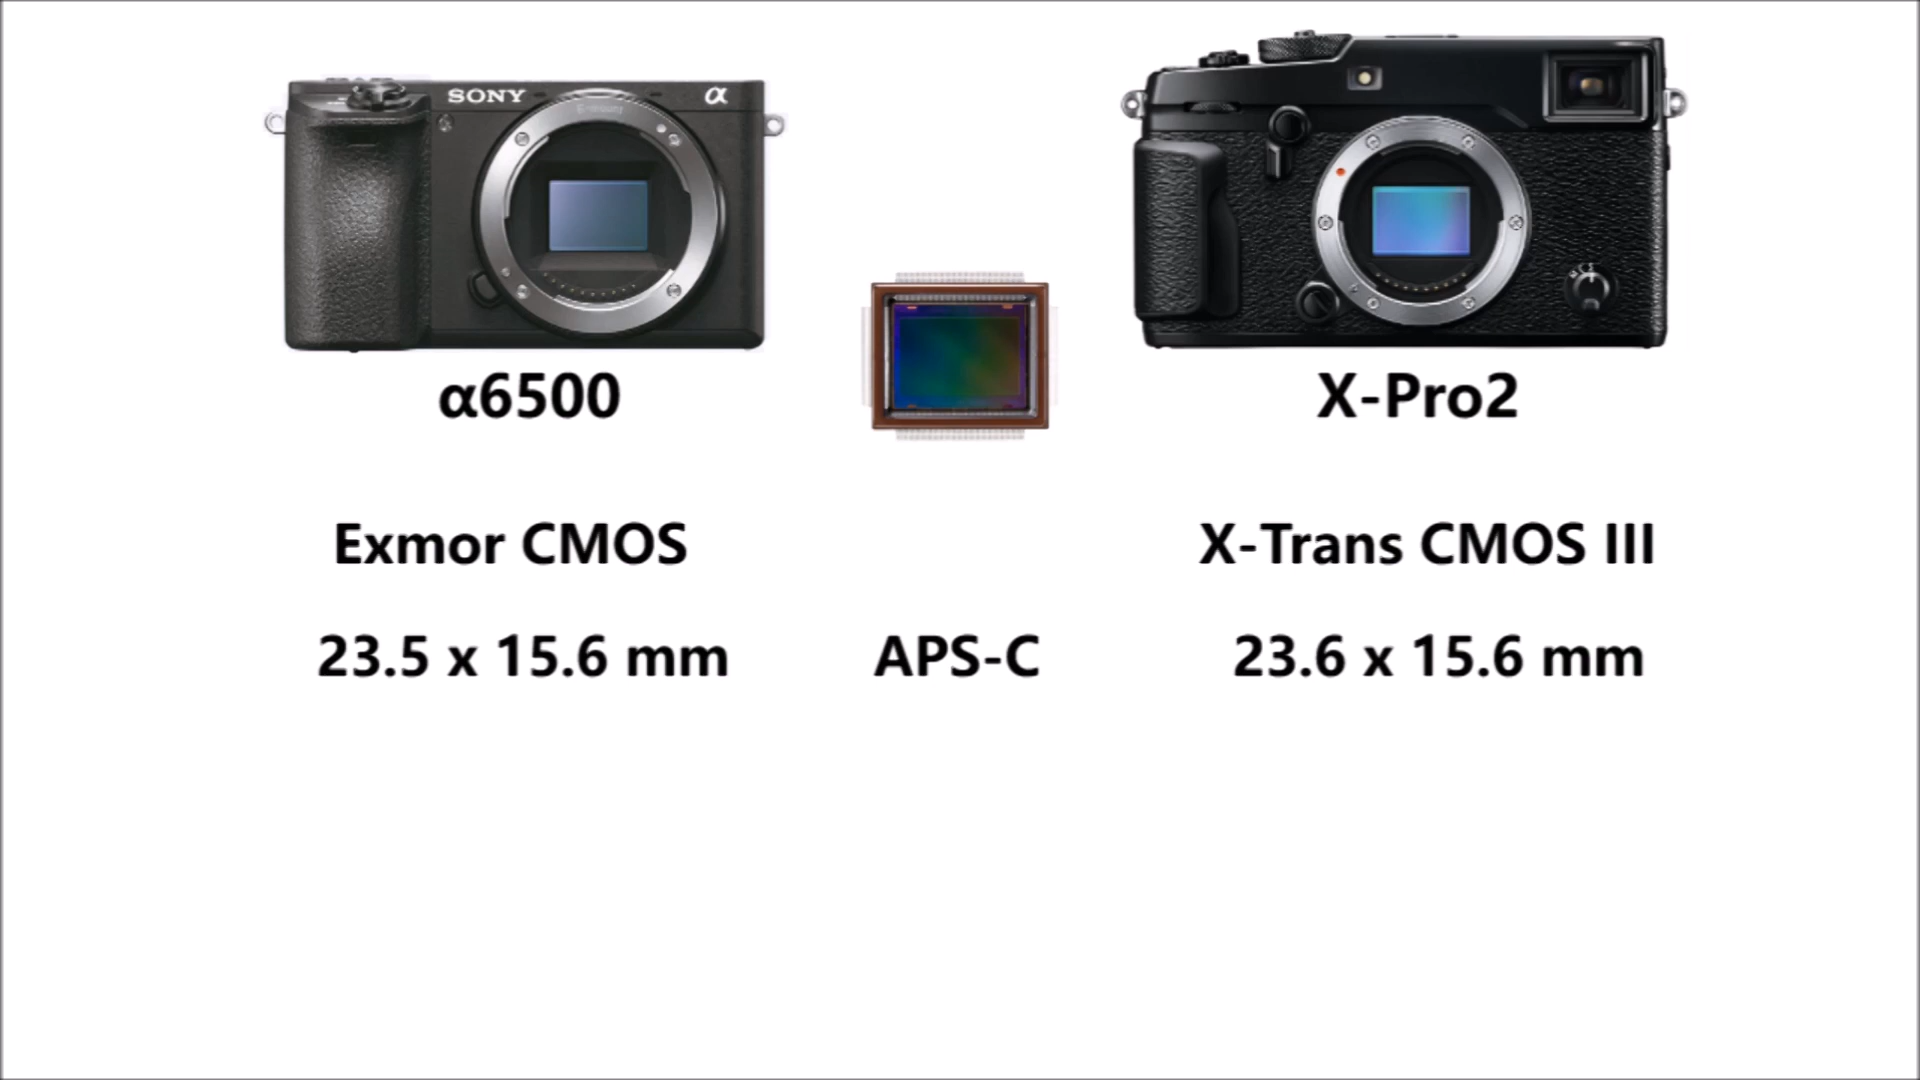 SONY α
α6500
X-Pro2
Exmor CMOS
X-Trans CMOS III
23.5 x 15.6 mm
APS-C
23.6 x 15.6 mm